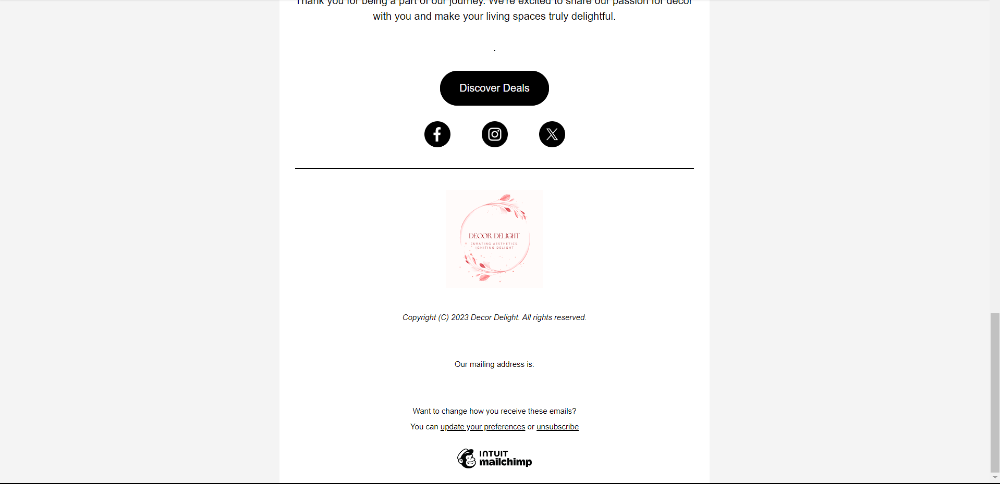 Thank you for being a part of our journey. We're excited to share our passion for decor
with you and make your living spaces truly delightful.
.
Discover Deals
DECOR DELIGHT
CURATING AESTHETICS,
IGNITING DELIGHT
Copyright (C) 2023 Decor Delight. All rights reserved.
Our mailing address is:
Want to change how you receive these emails?
You can update your preferences or unsubscribe
INTUIT
mailchimp